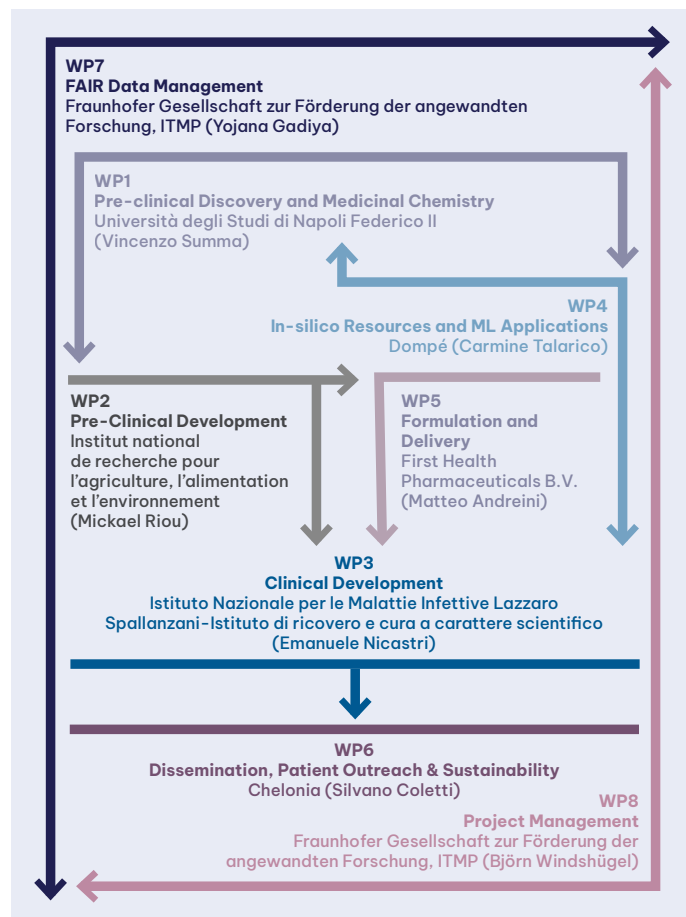 WP7
FAIR Data Management
Fraunhofer Gesellschaft zur Förderung der angewandten
Forschung, ITMP (Yojana Gadiya)
WP1
Pre-clinical Discovery and Medicinal Chemistry
Università degli Studi di Napoli Federico II
(Vincenzo Summa)
WP4
In-silico Resources and ML Applications
Dompé (Carmine Talarico)
WP2
Pre-Clinical Development
Institut national
de recherche pour
l’agriculture, l’alimentation
et l’environnement
(Mickael Riou)
WP5
Formulation and
Delivery
First Health
Pharmaceuticals B.V.
(Matteo Andreini)
WP3
Clinical Development
Istituto Nazionale per le Malattie Infettive Lazzaro
Spallanzani-Istituto di ricovero e cura a carattere scientifico
(Emanuele Nicastri)
WP6
Dissemination, Patient Outreach & Sustainability
Chelonia (Silvano Coletti)
WP8
Project Management
Fraunhofer Gesellschaft zur Förderung der
angewandten Forschung, ITMP (Björn Windshügel)